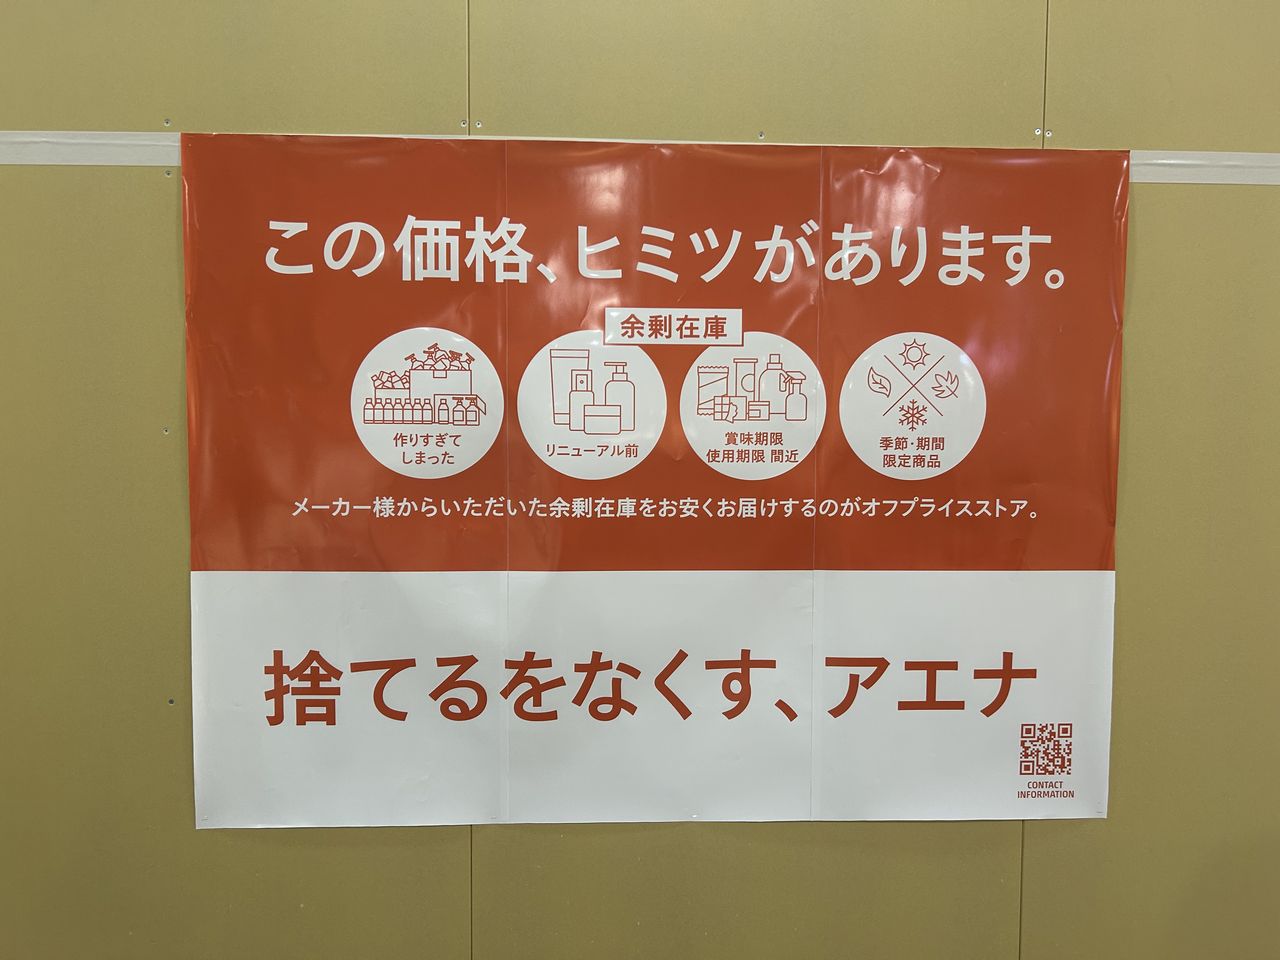 この価格、ヒミツがあります。
余剰在庫
作りすぎて
しまった
リニューアル前
賞味期限
使用期限 間近
季節・期間
限定商品
メーカー様からいただいた余剰在庫をお安くお届けするのがオフプライスストア。
捨てるをなくす、アエナ
CONTACT
INFORMATION